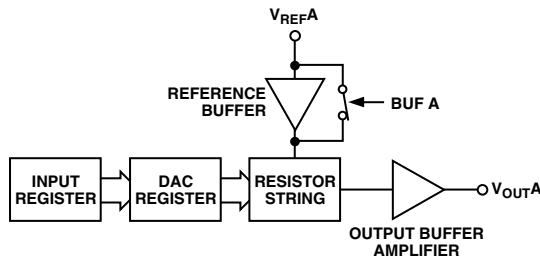 VREFA
REFERENCE
BUFFER
BUF A
INPUT
REGISTER
DAC
REGISTER
RESISTOR
STRING
VOUTA
OUTPUT BUFFER
AMPLIFIER